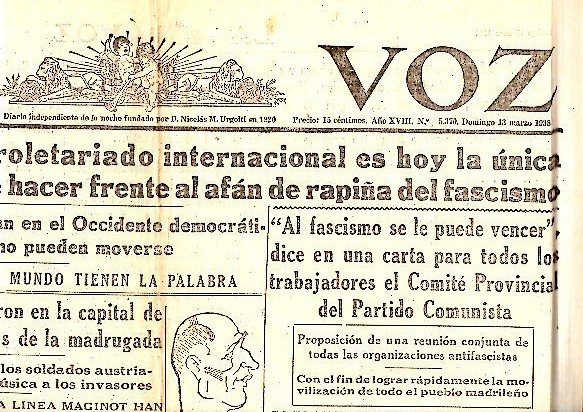 VOZ
Diario independiente de la noche fundado por D. Nicolás M. Urgoiti en 1920
Precio: 15 céntimos. Año XVIII. N.º 5.370. Domingo 13 marzo 1938
roletariado internacional es hoy la única
hacer frente al afán de rapiña del fascismo
an en el Occidente democráti-
no pueden moverse
MUNDO TIENEN LA PALABRA
ron en la capital de
s de la madrugada
los soldados austria-
úsica a los invasores
A LINEA MAGINOT HAN
"Al fascismo se le puede vencer",
dice en una carta para todos los
trabajadores el Comité Provincial
del Partido Comunista
Proposición de una reunión conjunta de
todas las organizaciones antifascistas
Con el fin de lograr rápidamente la mo-
vilización de todo el pueblo madrileño